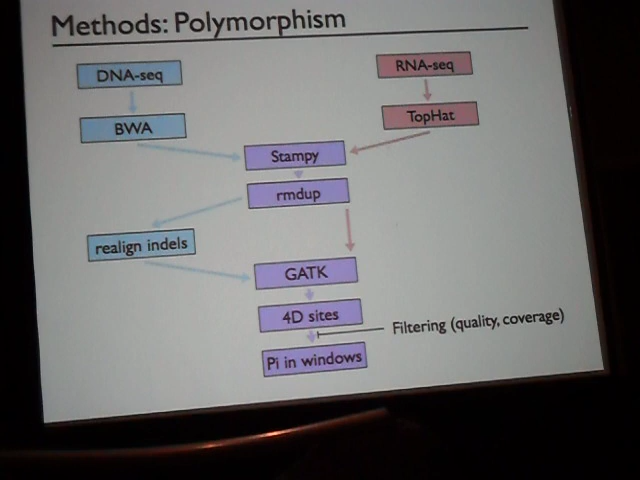 Methods: Polymorphism
DNA-seq
RNA-seq
BWA
TopHat
Stampy
rmdup
realign indels
GATK
4D sites
Filtering (quality, coverage)
Pi in windows